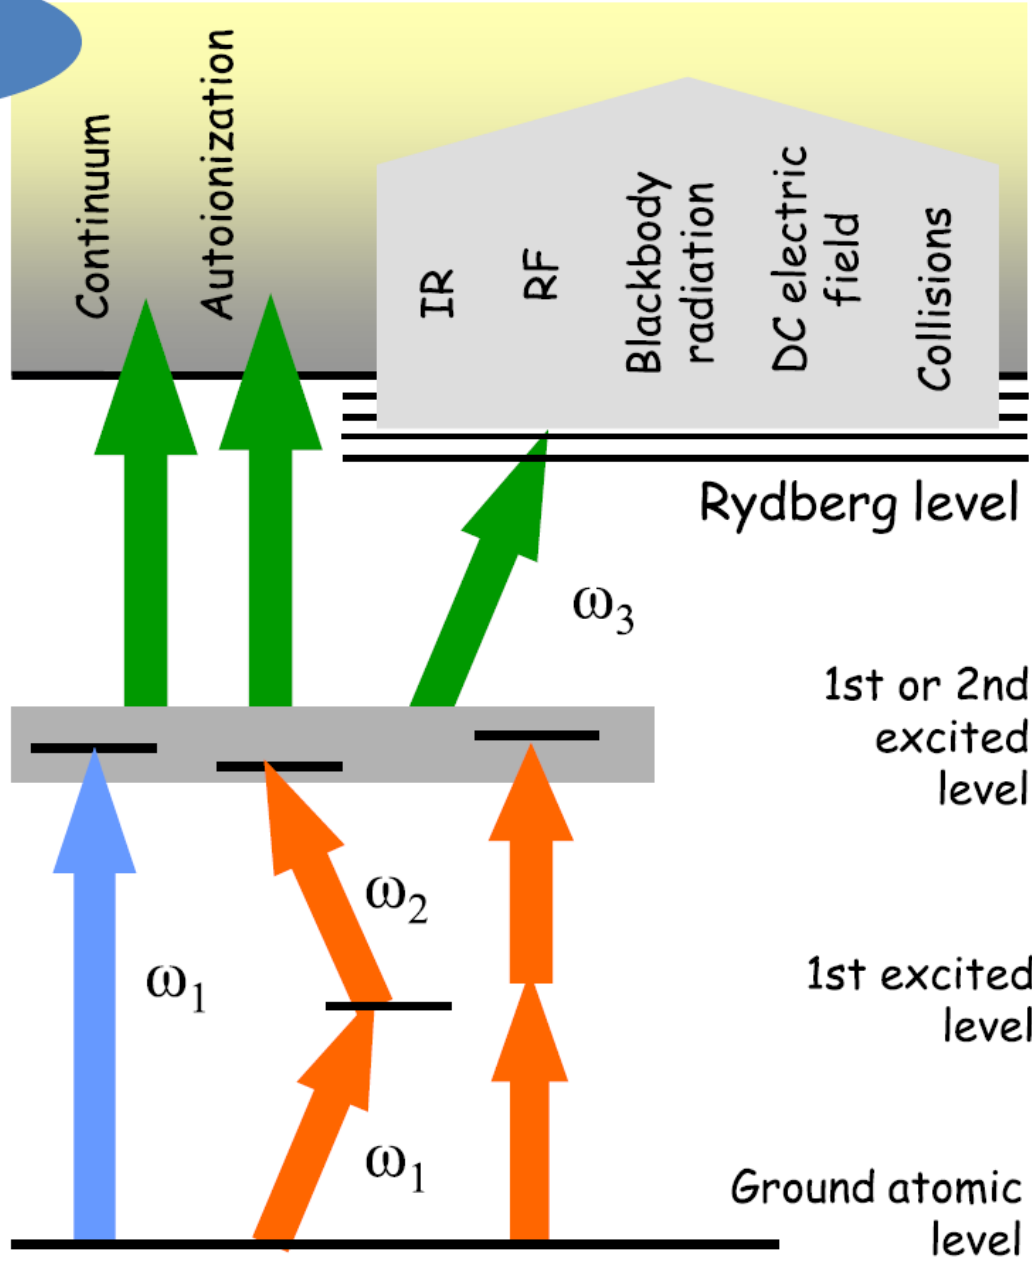 Continuum
Autoionization
IR
RF
Blackbody
radiation
DC electric
field
Collisions
Rydberg level
ω3
1st or 2nd
excited
level
ω2
ω1
1st excited
level
ω1
Ground atomic
level